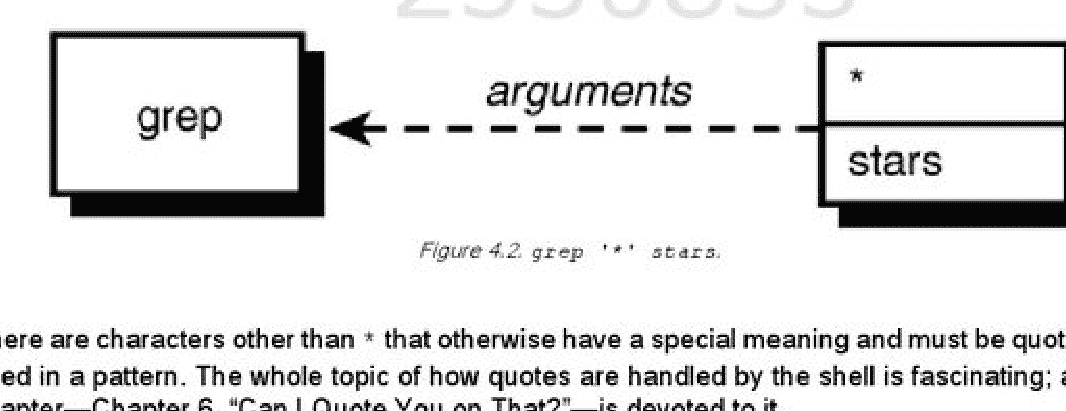 grep
arguments
*
stars
Figure 4.2. grep '*' stars.
here are characters other than * that otherwise have a special meaning and must be quot
ed in a pattern. The whole topic of how quotes are handled by the shell is fascinating; a
apter—Chapter 6, “Can I Quote You on That?”—is devoted to it.